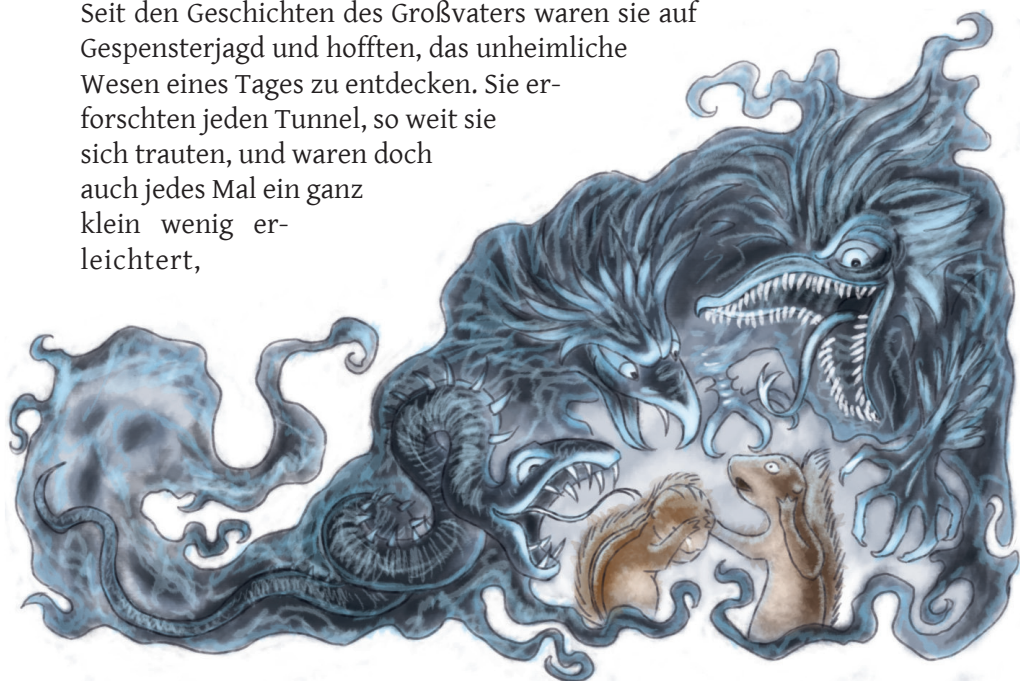 Seit den Geschichten des Großvaters waren sie auf
Gespensterjagd und hofften, das unheimliche
Wesen eines Tages zu entdecken. Sie er-
forschten jeden Tunnel, so weit sie
sich trauten, und waren doch
auch jedes Mal ein ganz
klein wenig er-
leichtert,